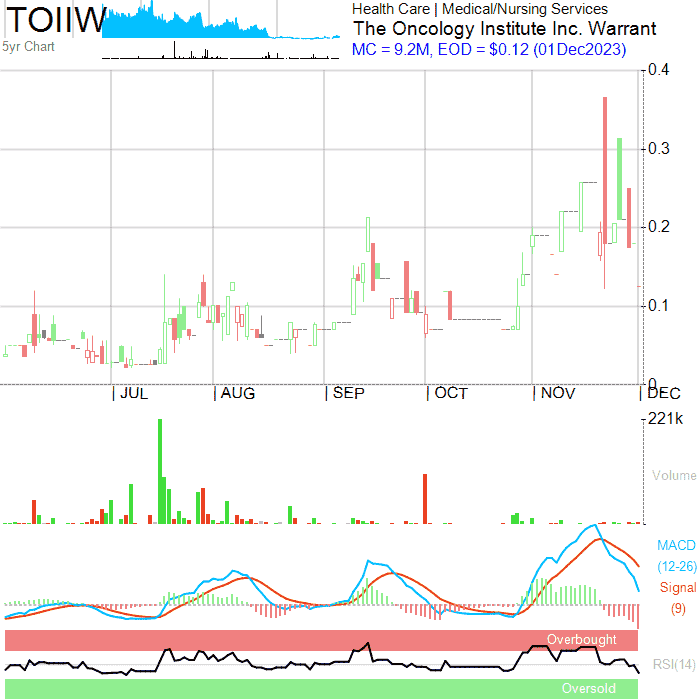 TOIIW
5yr Chart
Health Care | Medical/Nursing Services
The Oncology Institute Inc. Warrant
MC = 9.2M, EOD = $0.12 (01Dec2023)
0.4
0.3
0.2
0.1
0
JUL AUG SEP OCT NOV DEC
221k
Volume
MACD
(12-26)
Signal
(9)
Overbought
RSI(14)
Oversold